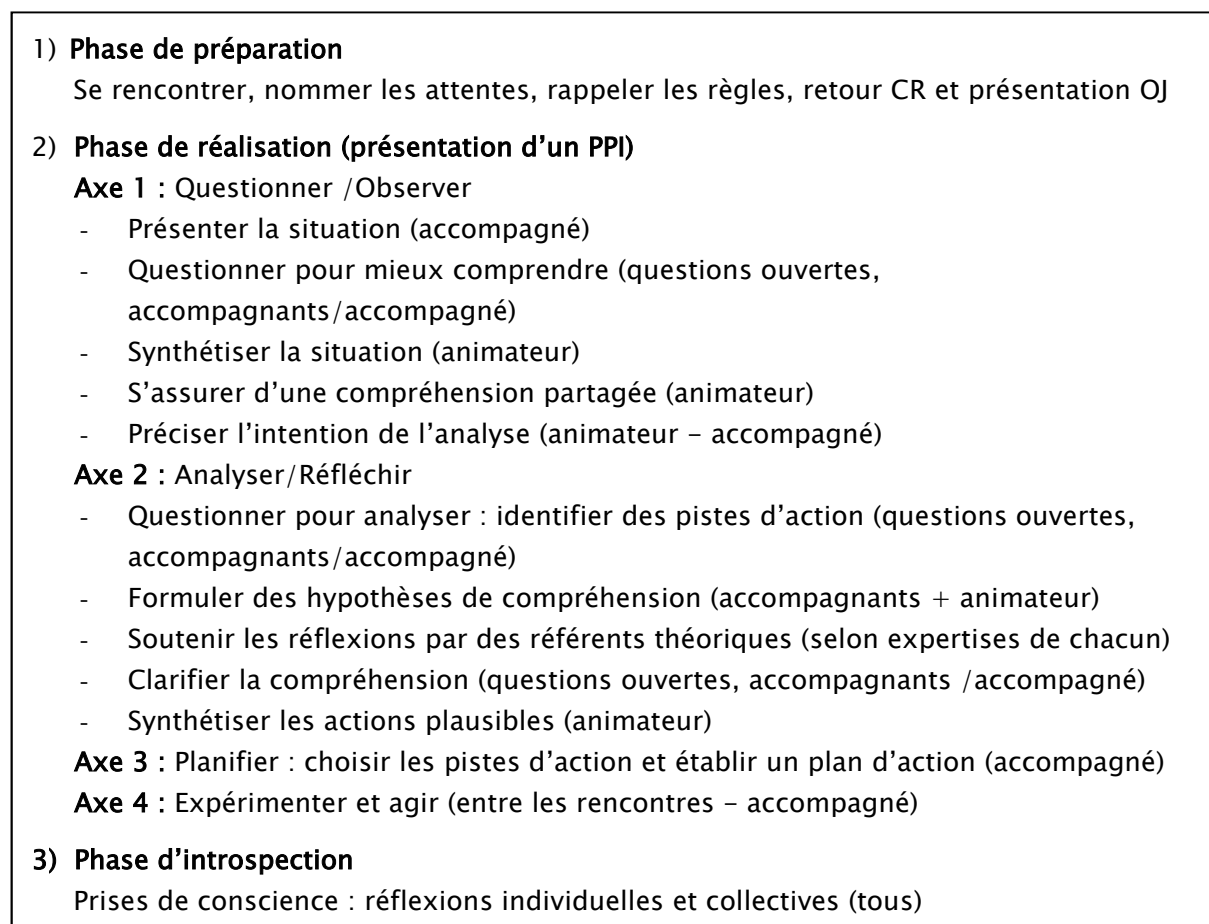 1) Phase de préparation
Se rencontrer, nommer les attentes, rappeler les règles, retour CR et présentation OJ
2) Phase de réalisation (présentation d’un PPI)
Axe 1 : Questionner /Observer
- Présenter la situation (accompagné)
- Questionner pour mieux comprendre (questions ouvertes,
accompagnants/accompagné)
- Synthétiser la situation (animateur)
- S’assurer d’une compréhension partagée (animateur)
- Préciser l’intention de l’analyse (animateur – accompagné)
Axe 2 : Analyser/Réfléchir
- Questionner pour analyser : identifier des pistes d’action (questions ouvertes,
accompagnants/accompagné)
- Formuler des hypothèses de compréhension (accompagnants + animateur)
- Soutenir les réflexions par des référents théoriques (selon expertises de chacun)
- Clarifier la compréhension (questions ouvertes, accompagnants /accompagné)
- Synthétiser les actions plausibles (animateur)
Axe 3 : Planifier : choisir les pistes d’action et établir un plan d’action (accompagné)
Axe 4 : Expérimenter et agir (entre les rencontres – accompagné)
3) Phase d’introspection
Prises de conscience : réflexions individuelles et collectives (tous)